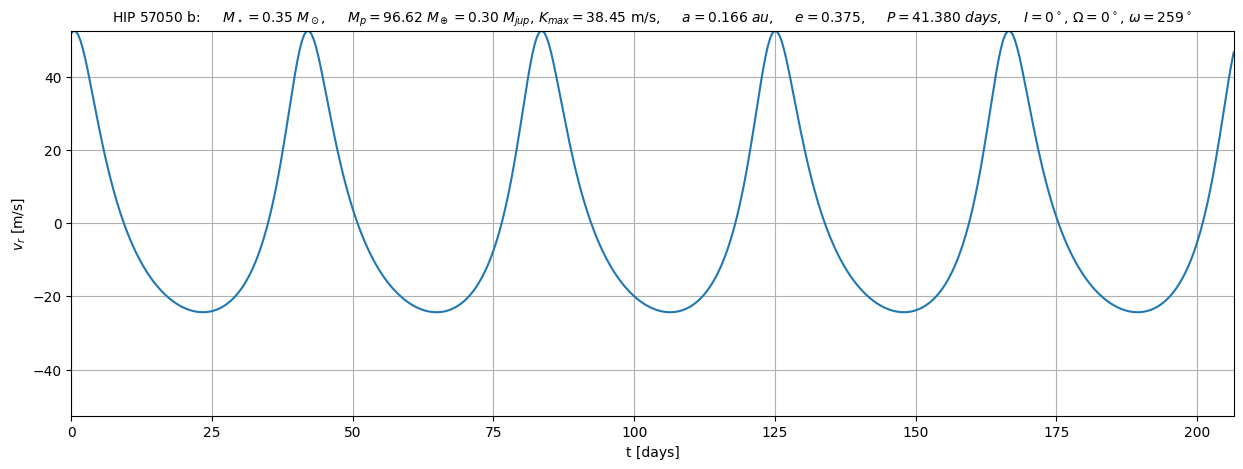 HIP 57050 b: M⋆ = 0.35 M⊙, Mp = 96.62 M⊕ = 0.30 Mjup, Kmax = 38.45 m/s, a = 0.166 au, e = 0.375, P = 41.380 days, I = 0°, Ω = 0°, ω = 259°
40
20
0
−20
−40
vr [m/s]
0 25 50 75 100 125 150 175 200
t [days]